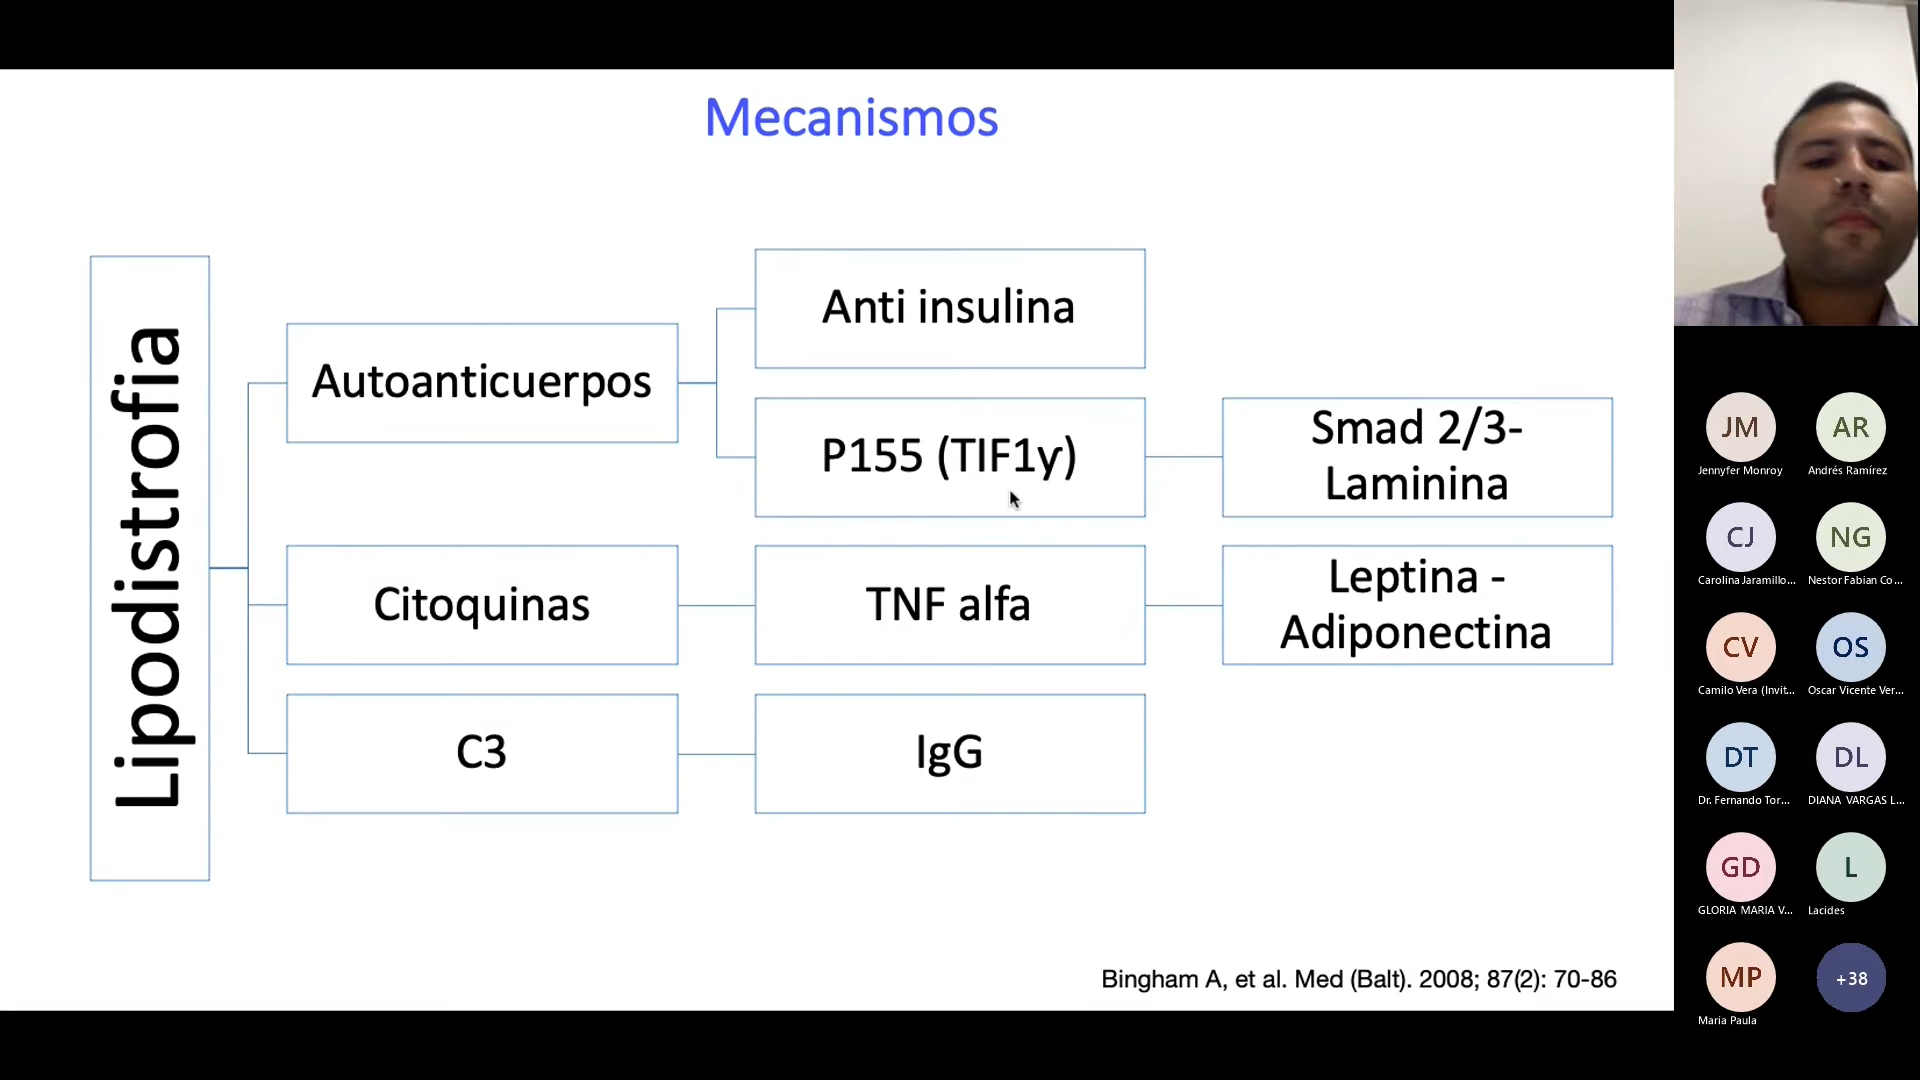 Mecanismos
Lipodistrofia
Autoanticuerpos
Anti insulina
P155 (TIF1y)
Smad 2/3-
Laminina
Citoquinas
TNF alfa
Leptina -
Adiponectina
C3
IgG
Bingham A, et al. Med (Balt). 2008; 87(2): 70-86
JM
Jennyfer Monroy
AR
Andrés Ramírez
CJ
Carolina Jaramillo...
NG
Nestor Fabian Co...
CV
Camilo Vera (Invit...
OS
Oscar Vicente Ver...
DT
Dr. Fernando Tor...
DL
DIANA VARGAS L...
GD
GLORIA MARIA V...
L
Lacides
MP
Maria Paula
+38